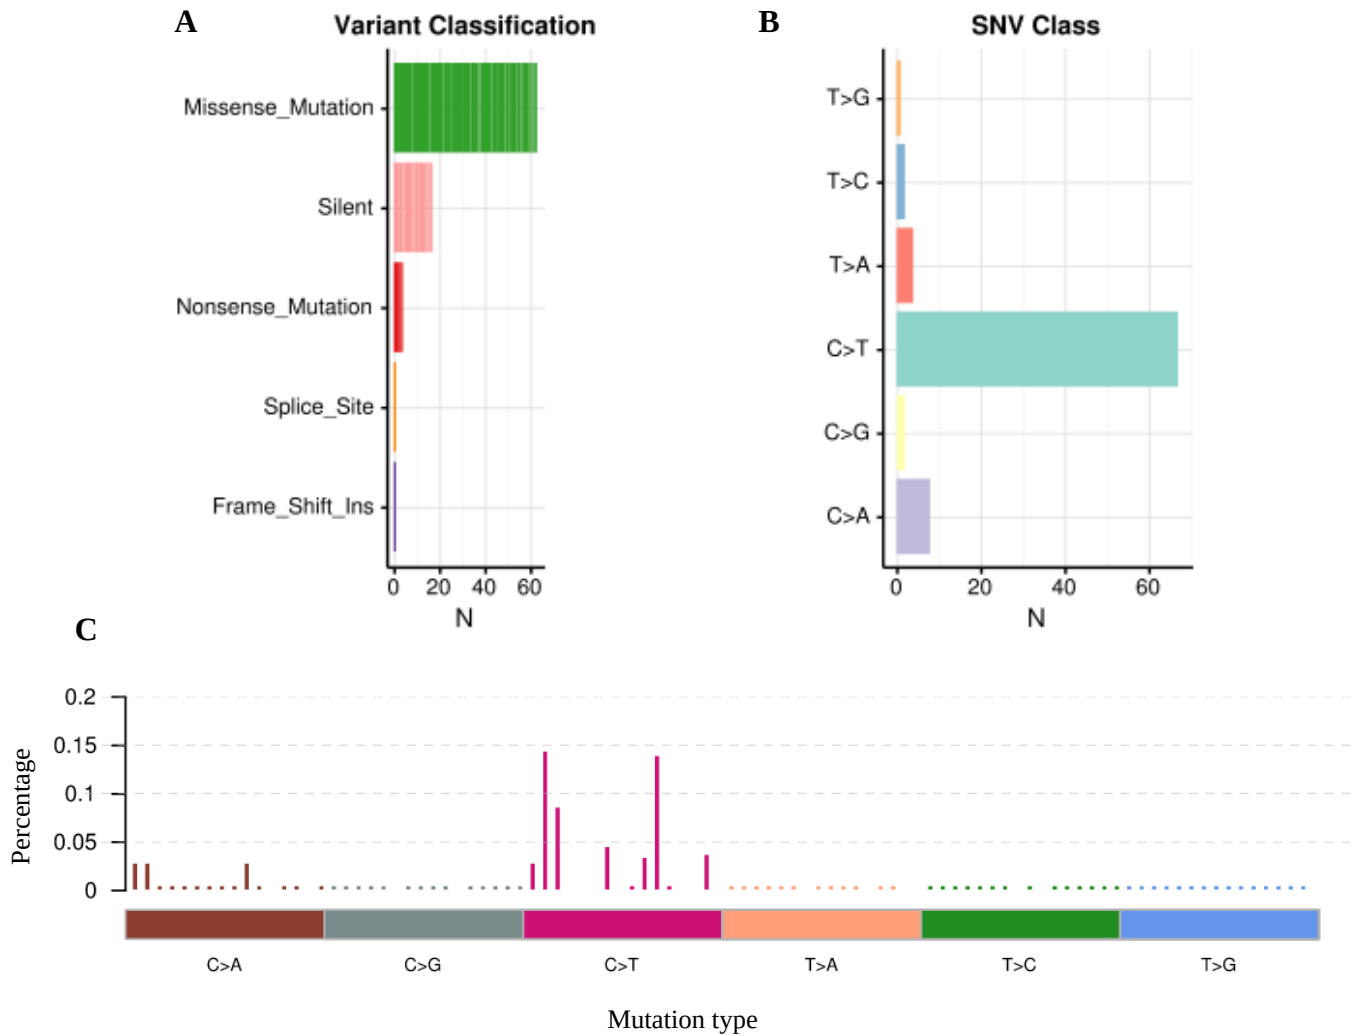 A
Variant Classification
Missense_Mutation
Silent
Nonsense_Mutation
Splice_Site
Frame_Shift_Ins
0 20 40 60
N
B
SNV Class
T>G
T>C
T>A
C>T
C>G
C>A
0 20 40 60
N
C
Percentage
0.2
0.15
0.1
0.05
0
C>A C>G C>T T>A T>C T>G
Mutation type